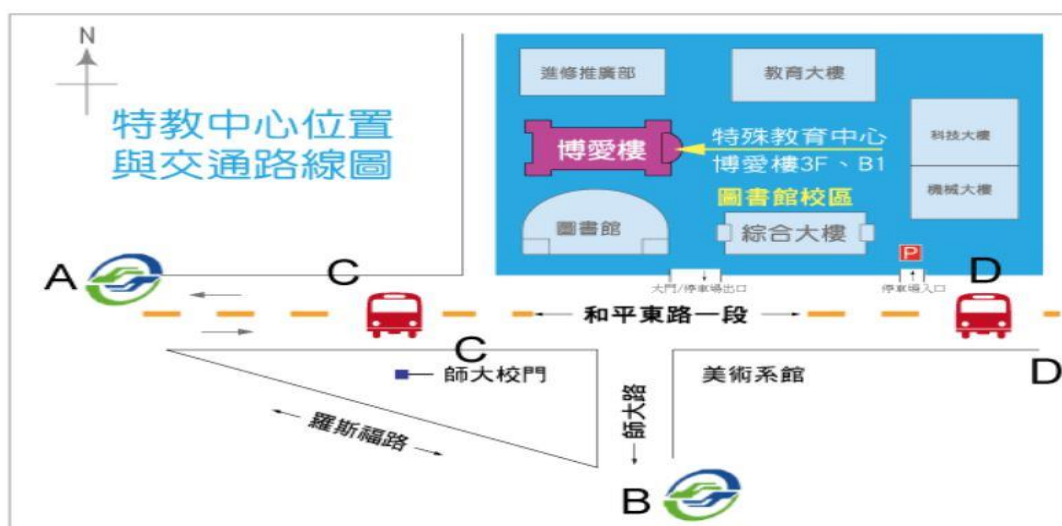 N
特教中心位置
與交通路線圖
進修推廣部
教育大樓
博愛樓
特殊教育中心
博愛樓3F、B1
科技大樓
機械大樓
圖書館校區
圖書館
綜合大樓
P
大門/停車場出口
停車場入口
A
C
D
和平東路一段
C
師大校門
美術系館
D
羅斯福路
師大路
B